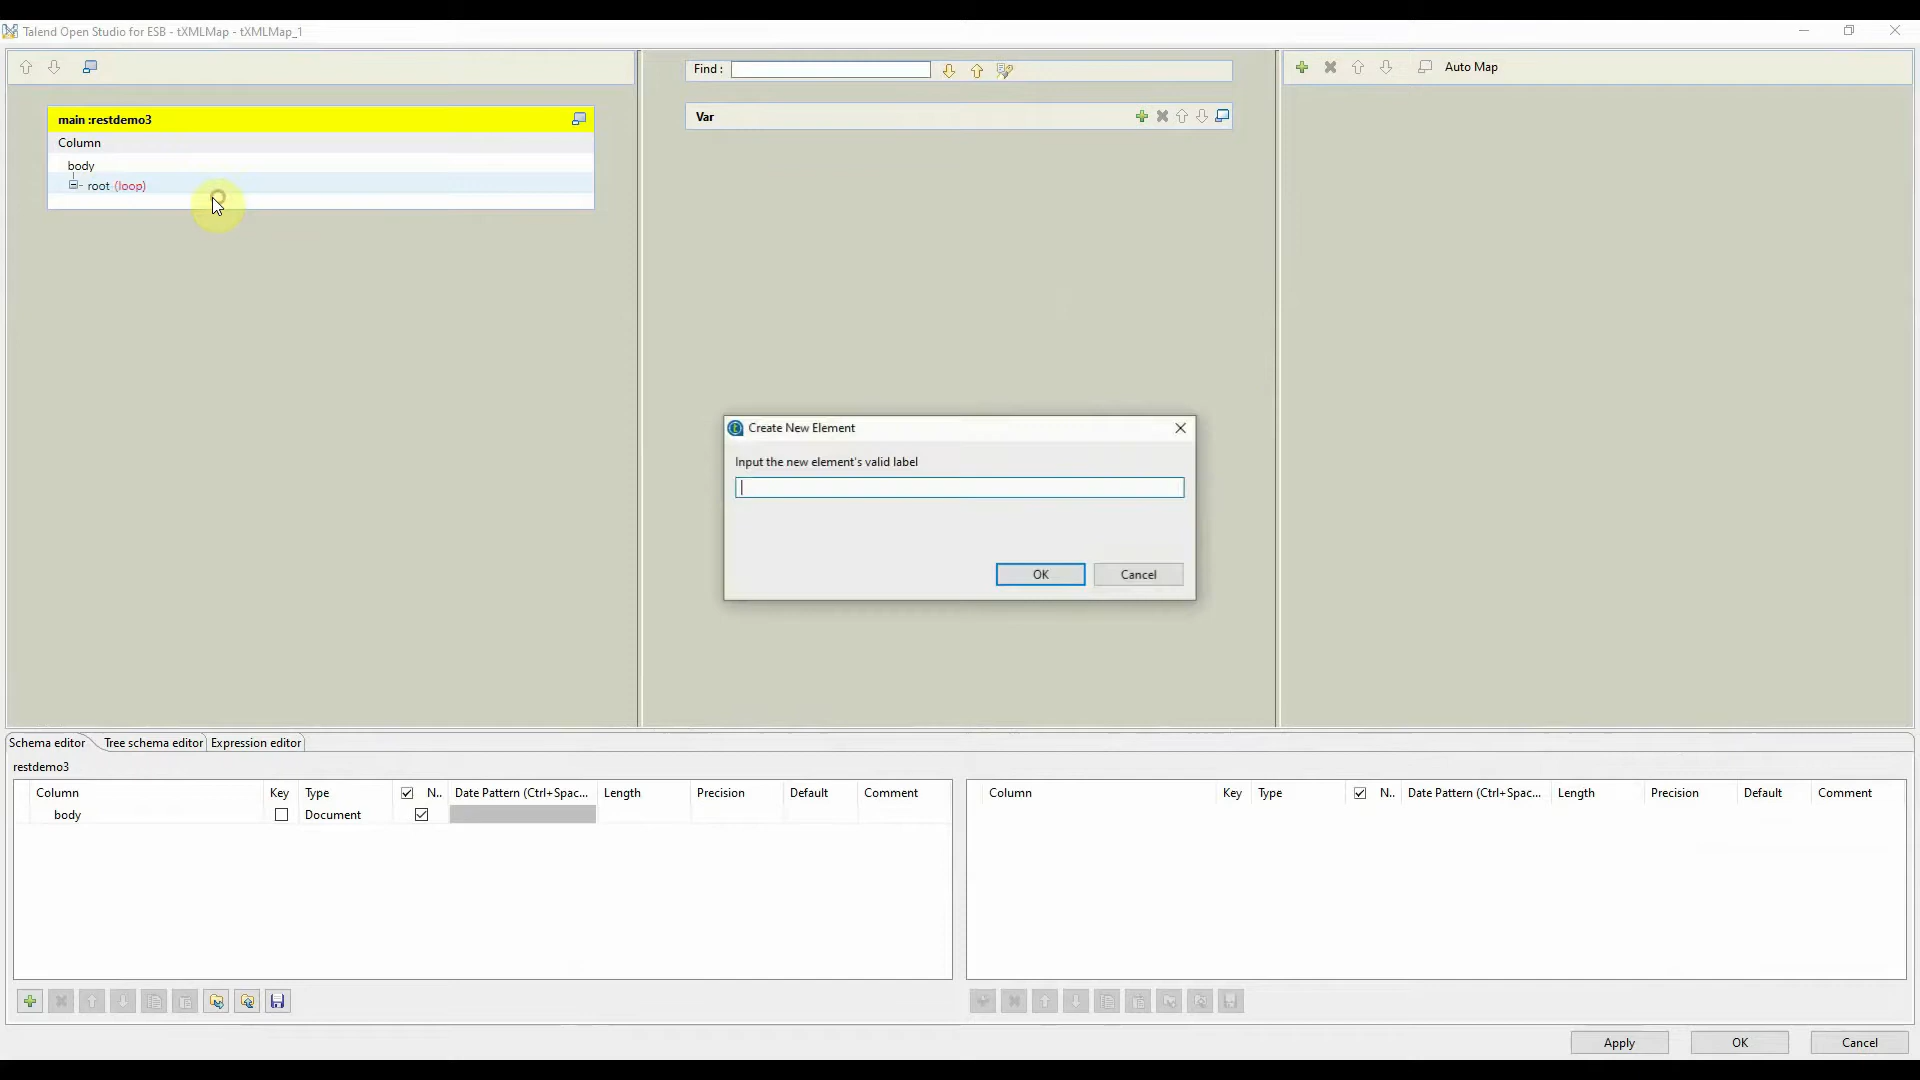 Talend Open Studio for ESB - tXMLMap - tXMLMap_1
Find :
Auto Map
main :restdemo3
Column
body
root (loop)
Var
Create New Element
Input the new element's valid label
OK Cancel
Schema editor Tree schema editor Expression editor
restdemo3
Column Key Type N.. Date Pattern (Ctrl+Spac... Length Precision Default Comment
body Document
Column Key Type N.. Date Pattern (Ctrl+Spac... Length Precision Default Comment
Apply OK Cancel